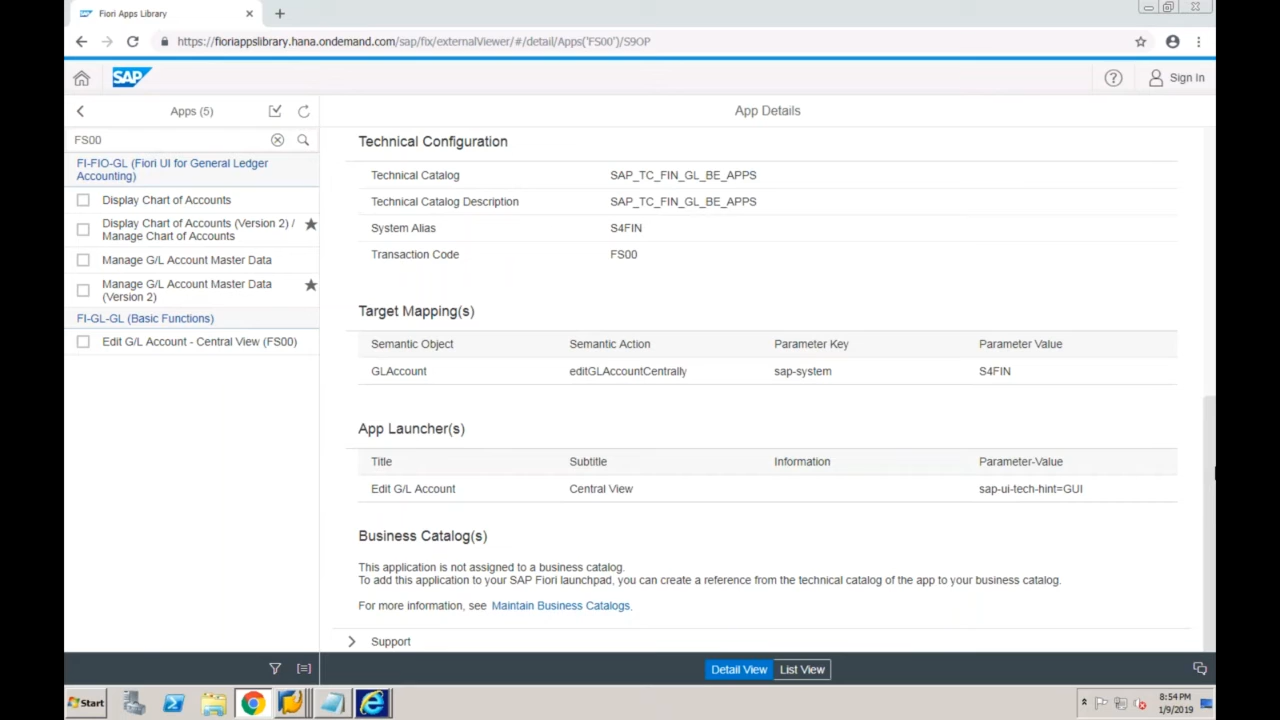 Fiori Apps Library
https://fioriappslibrary.hana.ondemand.com/sap/fix/externalViewer/#/detail/Apps('FS00')/S9OP
SAP
Sign In
Apps (5)
App Details
FS00
FI-FIO-GL (Fiori UI for General Ledger
Accounting)
Display Chart of Accounts
Display Chart of Accounts (Version 2) /
Manage Chart of Accounts
Manage G/L Account Master Data
Manage G/L Account Master Data
(Version 2)
FI-GL-GL (Basic Functions)
Edit G/L Account - Central View (FS00)
Technical Configuration
Technical Catalog SAP_TC_FIN_GL_BE_APPS
Technical Catalog Description SAP_TC_FIN_GL_BE_APPS
System Alias S4FIN
Transaction Code FS00
Target Mapping(s)
Semantic Object Semantic Action Parameter Key Parameter Value
GLAccount editGLAccountCentrally sap-system S4FIN
App Launcher(s)
Title Subtitle Information Parameter-Value
Edit G/L Account Central View sap-ui-tech-hint=GUI
Business Catalog(s)
This application is not assigned to a business catalog.
To add this application to your SAP Fiori launchpad, you can create a reference from the technical catalog of the app to your business catalog.
For more information, see Maintain Business Catalogs.
Support
Detail View List View
Start
8:54 PM
1/9/2019